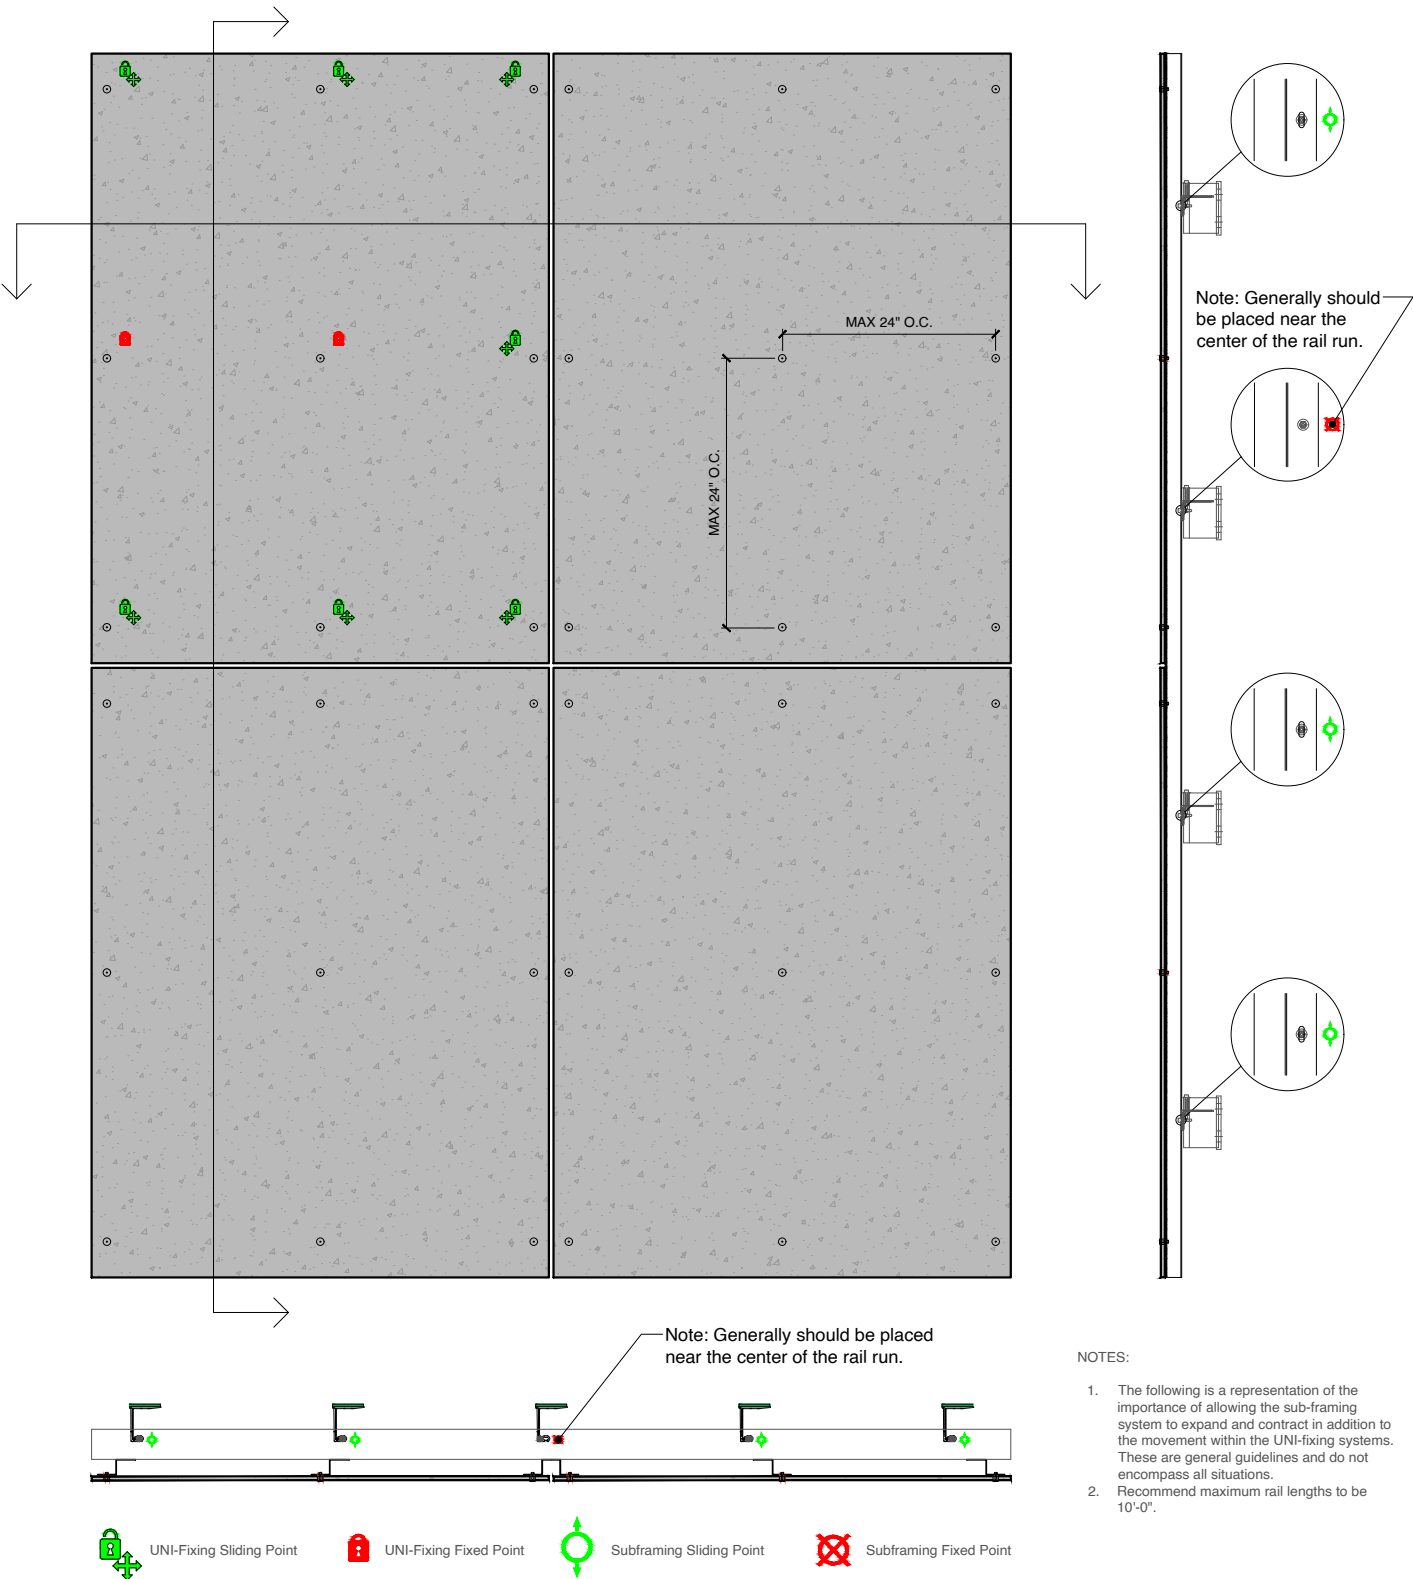 Note: Generally should
be placed near the
center of the rail run.
MAX 24" O.C.
MAX 24" O.C.
Note: Generally should be placed
near the center of the rail run.
NOTES:
1. The following is a representation of the
importance of allowing the sub-framing
system to expand and contract in addition to
the movement within the UNI-fixing systems.
These are general guidelines and do not
encompass all situations.
2. Recommend maximum rail lengths to be
10'-0".
UNI-Fixing Sliding Point
UNI-Fixing Fixed Point
Subframing Sliding Point
Subframing Fixed Point